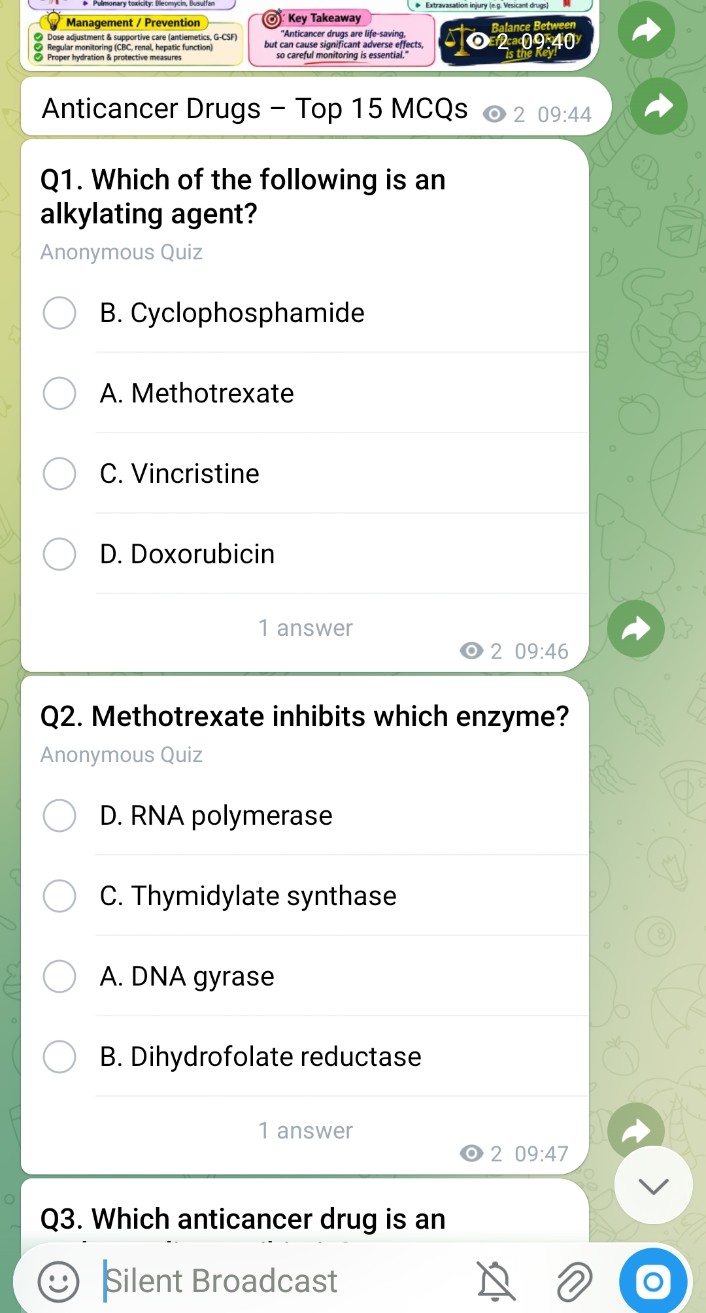 Pulmonary toxicity: Bleomycin, Busulfan
Extravasation injury (e.g. Vesicant drugs)
Management / Prevention
Dose adjustment & supportive care (antiemetics, G-CSF)
Regular monitoring (CBC, renal, hepatic function)
Proper hydration & protective measures
Key Takeaway
"Anticancer drugs are life-saving,
but can cause significant adverse effects,
so careful monitoring is essential."
Balance Between
is the Key!
2 09:40
Anticancer Drugs – Top 15 MCQs
2 09:44
Q1. Which of the following is an
alkylating agent?
Anonymous Quiz
B. Cyclophosphamide
A. Methotrexate
C. Vincristine
D. Doxorubicin
1 answer
2 09:46
Q2. Methotrexate inhibits which enzyme?
Anonymous Quiz
D. RNA polymerase
C. Thymidylate synthase
A. DNA gyrase
B. Dihydrofolate reductase
1 answer
2 09:47
Q3. Which anticancer drug is an
Silent Broadcast